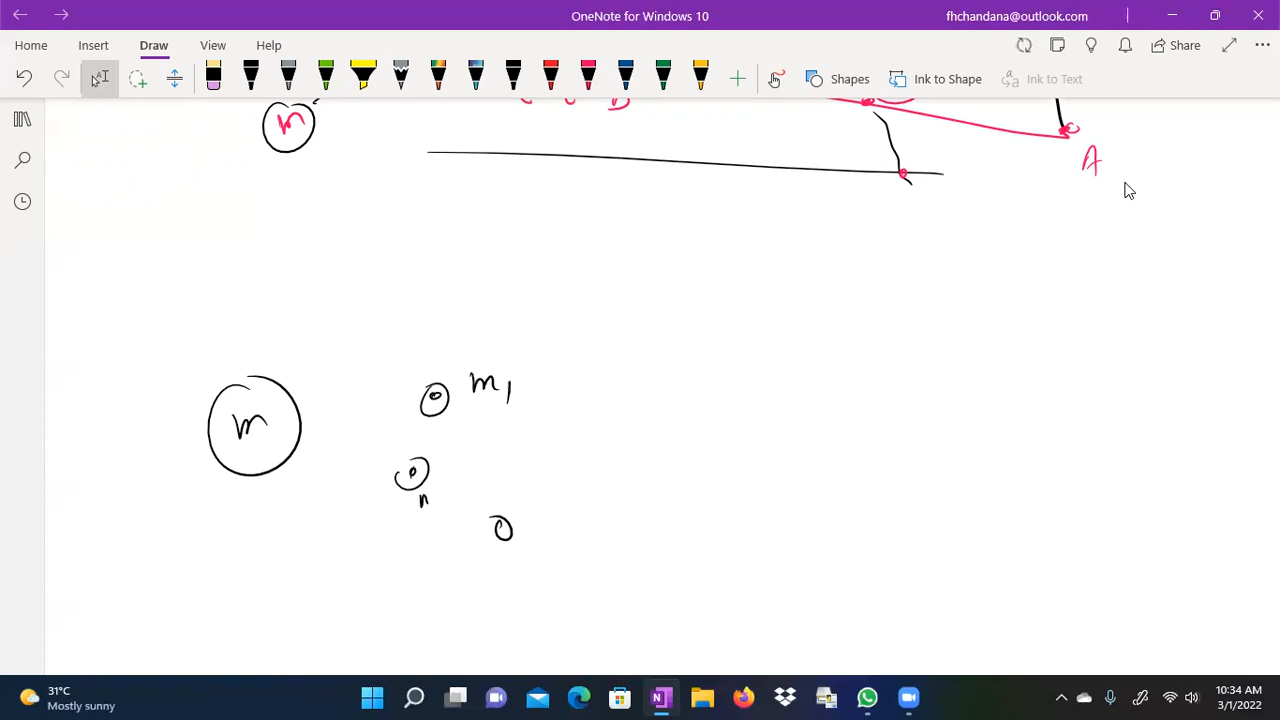 OneNote for Windows 10
fhchandana@outlook.com
Home Insert Draw View Help
Share
Shapes Ink to Shape Ink to Text
m
A
m1
m
n
31°C
Mostly sunny
10:34 AM
3/1/2022